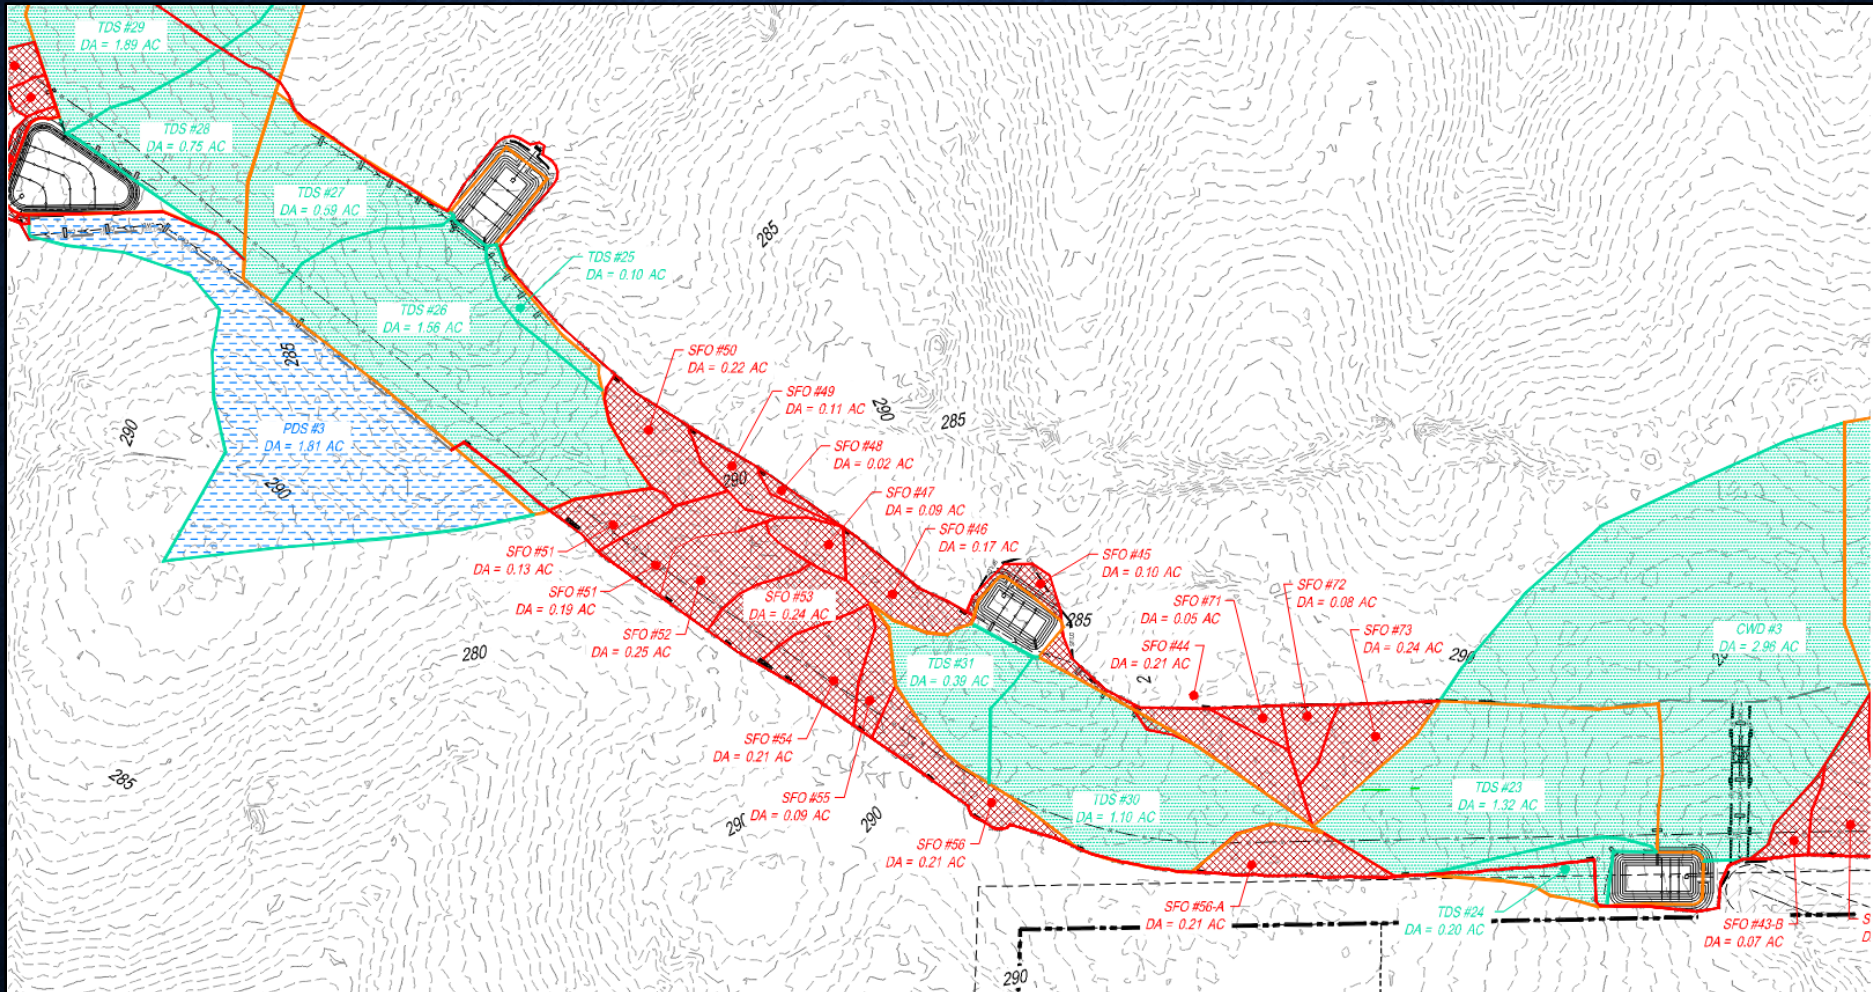 TDS #29
DA = 1.89 AC
TDS #28
DA = 0.75 AC
TDS #27
DA = 0.59 AC
285
TDS #25
DA = 0.10 AC
TDS #26
DA = 1.56 AC
285
SFO #50
DA = 0.22 AC
SFO #49
DA = 0.11 AC
290
285
290
PDS #3
DA = 1.81 AC
SFO #48
DA = 0.02 AC
290
290
SFO #47
DA = 0.09 AC
SFO #46
DA = 0.17 AC
SFO #51
DA = 0.13 AC
SFO #45
DA = 0.10 AC
SFO #51
DA = 0.19 AC
SFO #53
DA = 0.24 AC
SFO #72
DA = 0.08 AC
SFO #71
DA = 0.05 AC
285
SFO #52
DA = 0.25 AC
SFO #73
DA = 0.24 AC
CWD #3
DA = 2.96 AC
280
SFO #44
DA = 0.21 AC
290
TDS #31
DA = 0.39 AC
SFO #54
DA = 0.21 AC
285
TDS #23
DA = 1.32 AC
SFO #55
DA = 0.09 AC
TDS #30
DA = 1.10 AC
290
SFO #56
DA = 0.21 AC
SFO #56-A
DA = 0.21 AC
TDS #24
DA = 0.20 AC
SFO #43-B
DA = 0.07 AC
290